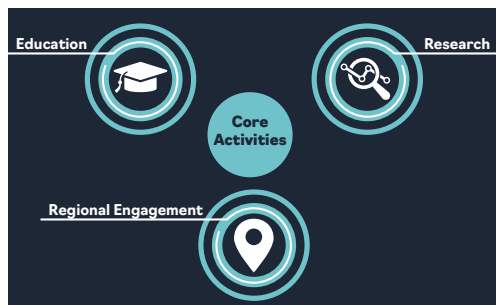 Education
Research
Core
Activities
Regional Engagement